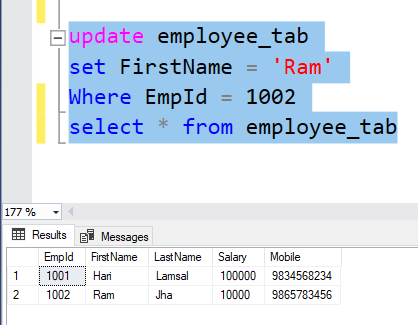 update employee_tab
set FirstName = 'Ram'
Where EmpId = 1002
select * from employee_tab
177 %
Results Messages
EmpId FirstName LastName Salary Mobile
1 1001 Hari Lamsal 100000 9834568234
2 1002 Ram Jha 10000 9865783456